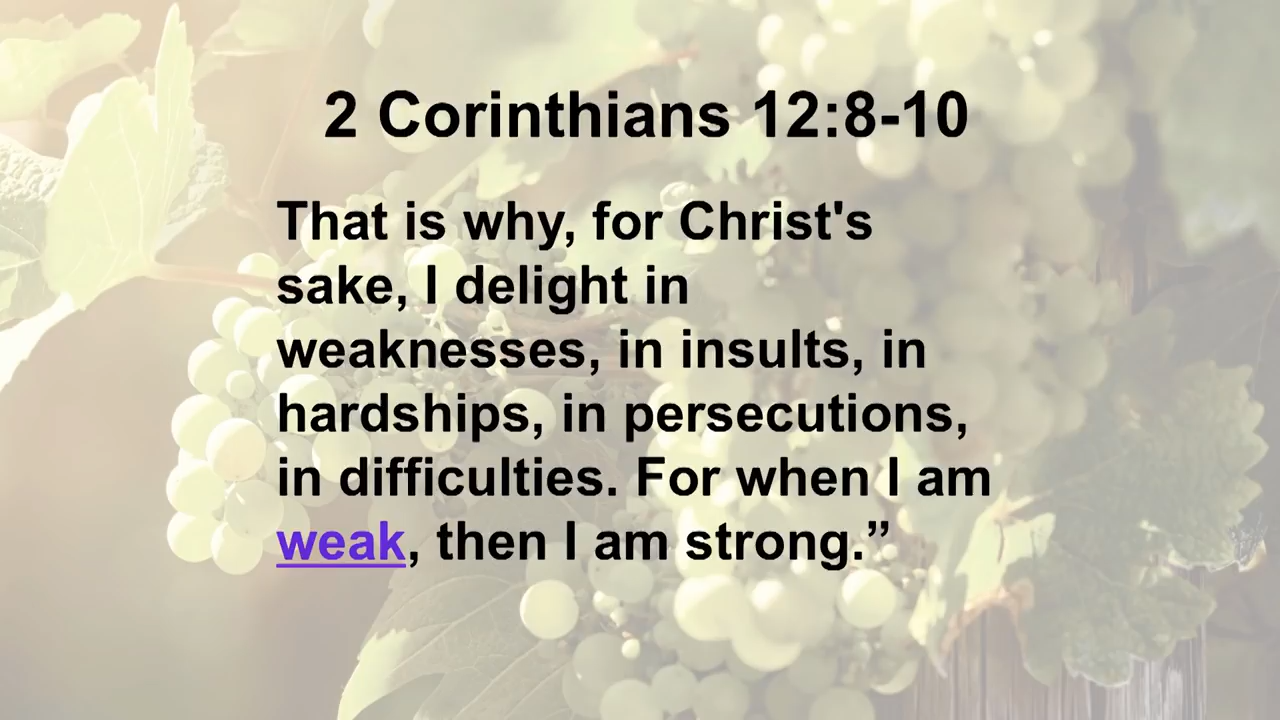 2 Corinthians 12:8-10
That is why, for Christ's
sake, I delight in
weaknesses, in insults, in
hardships, in persecutions,
in difficulties. For when I am
weak, then I am strong.”